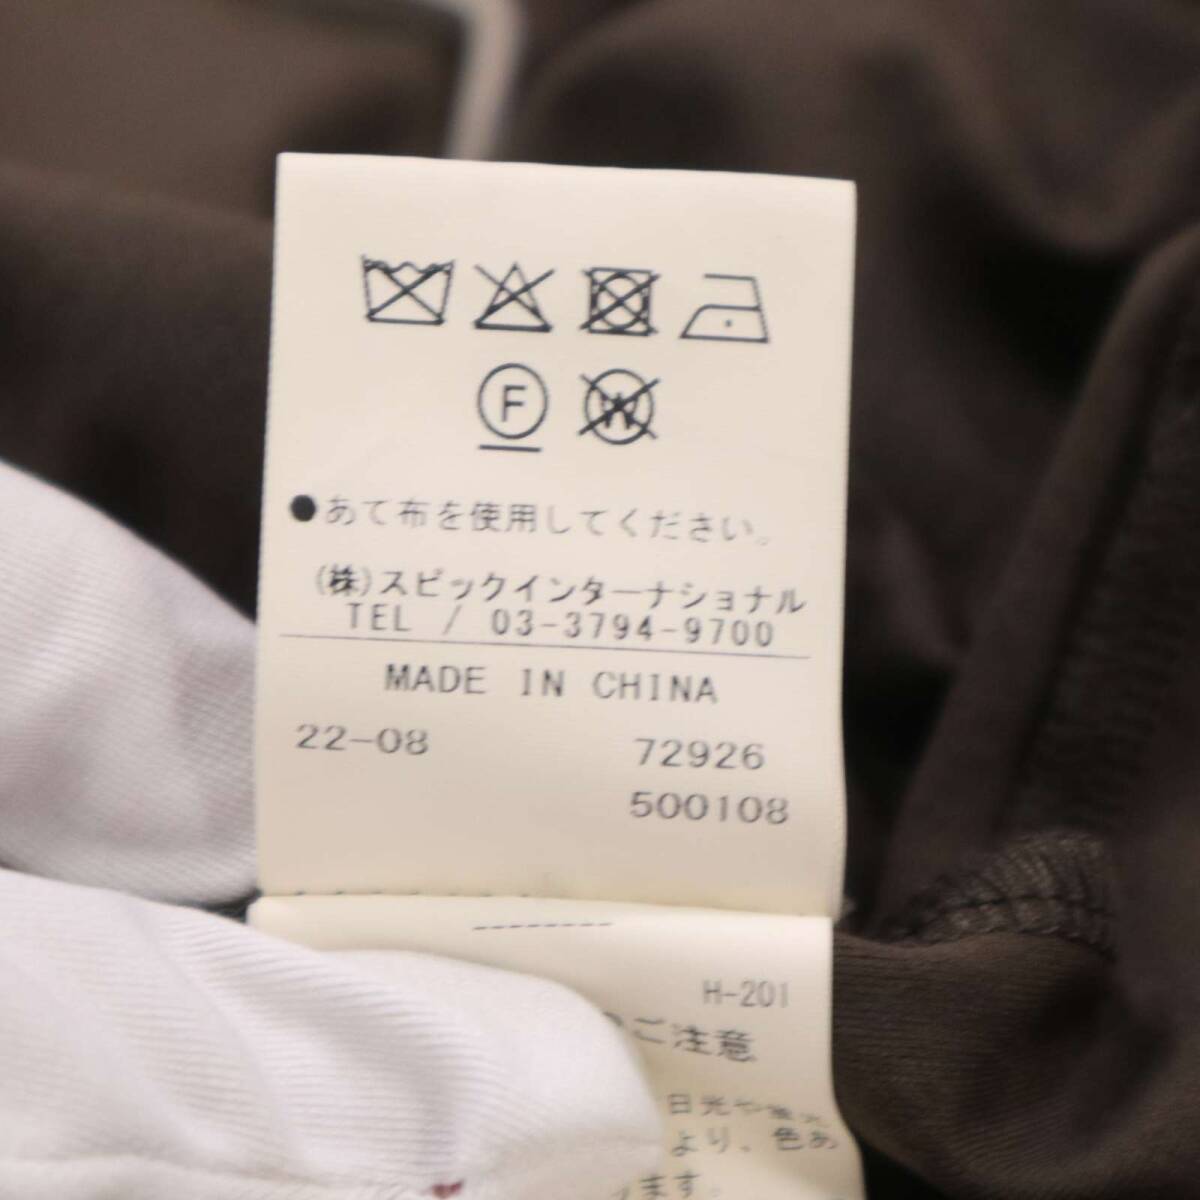 F W
●あて布を使用してください。
(株)スピックインターナショナル
TEL / 03-3794-9700
MADE IN CHINA
22-08 72926
500108
H-201
ご注意
日光や
より、色あ
ます。